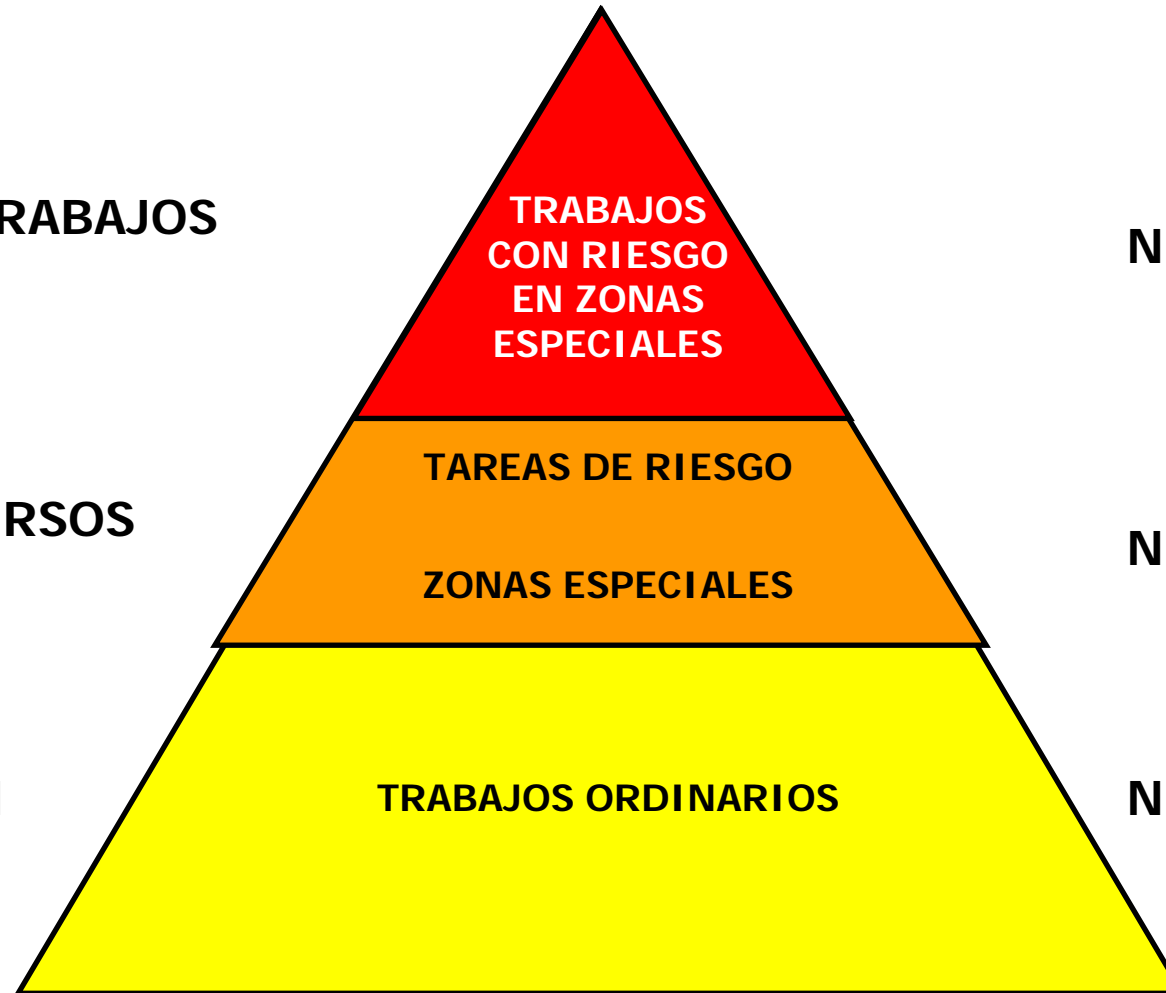 TRABAJOS
CON RIESGO
EN ZONAS
ESPECIALES
RABAJOS
N
TAREAS DE RIESGO
RSOS
N
ZONAS ESPECIALES
TRABAJOS ORDINARIOS
N